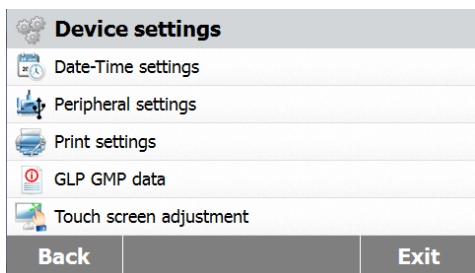 Device settings
Date-Time settings
Peripheral settings
Print settings
GLP GMP data
Touch screen adjustment
Back Exit